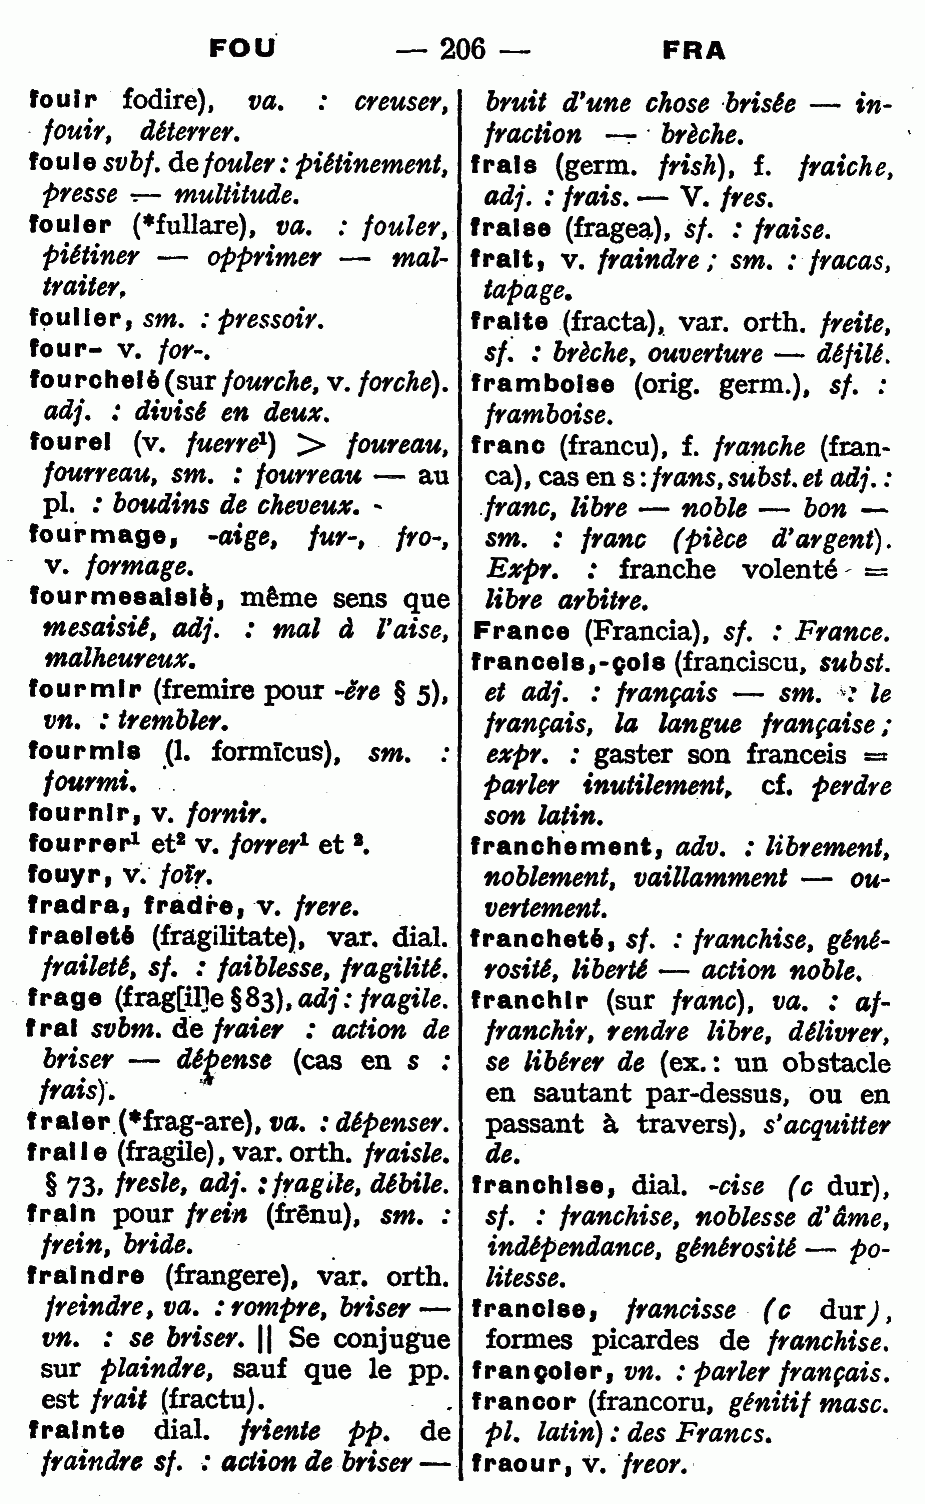 FOU — 206 — FRA
fouir fodire), va. : creuser,
fouir, déterrer.
foule svbf. de fouler : piétinement,
presse — multitude.
fouler (*fullare), va. : fouler,
piétiner — opprimer — mal-
traiter.
foulier, sm. : pressoir.
four- v. for-.
fourchelé (sur fourche, v. forche).
adj. : divisé en deux.
fourel (v. fuerre¹) > foureau,
fourreau, sm. : fourreau — au
pl. : boudins de cheveux.
fourmage, -aige, fur-, fro-,
v. formage.
fourmesaisié, même sens que
mesaisié, adj. : mal à l'aise,
malheureux.
fourmir (fremire pour -ĕre § 5),
vn. : trembler.
fourmis (l. formīcus), sm. :
fourmi.
fournir, v. fornir.
fourrer¹ et² v. forrer¹ et ².
fouyr, v. foïr.
fradra, fradre, v. frere.
fraeleté (fragilitate), var. dial.
fraileté, sf. : faiblesse, fragilité.
frage (frag[il]e § 83), adj : fragile.
frai svbm. de fraier : action de
briser — dépense (cas en s :
frais).
fraier (*frag-are), va. : dépenser.
fraile (fragile), var. orth. fraisle.
§ 73, fresle, adj. : fragile, débile.
frain pour frein (frēnu), sm. :
frein, bride.
fraindre (frangere), var. orth.
freindre, va. : rompre, briser —
vn. : se briser. || Se conjugue
sur plaindre, sauf que le pp.
est frait (fractu).
frainte dial. friente pp. de
fraindre sf. : action de briser —
bruit d'une chose brisée — in-
fraction — brèche.
frais (germ. frish), f. fraiche,
adj. : frais. — V. fres.
fraise (fragea), sf. : fraise.
frait, v. fraindre ; sm. : fracas,
tapage.
fraite (fracta), var. orth. freite,
sf. : brèche, ouverture — défilé.
framboise (orig. germ.), sf. :
framboise.
franc (francu), f. franche (fran-
ca), cas en s : frans, subst. et adj. :
franc, libre — noble — bon —
sm. : franc (pièce d'argent).
Expr. : franche volenté =
libre arbitre.
France (Francia), sf. : France.
franceis,-çois (franciscu, subst.
et adj. : français — sm. : le
français, la langue française ;
expr. : gaster son franceis =
parler inutilement, cf. perdre
son latin.
franchement, adv. : librement,
noblement, vaillamment — ou-
vertement.
francheté, sf. : franchise, géné-
rosité, liberté — action noble.
franchir (sur franc), va. : af-
franchir, rendre libre, délivrer,
se libérer de (ex. : un obstacle
en sautant par-dessus, ou en
passant à travers), s'acquitter
de.
franchise, dial. -cise (c dur),
sf. : franchise, noblesse d'âme,
indépendance, générosité — po-
litesse.
francise, francisse (c dur),
formes picardes de franchise.
françoier, vn. : parler français.
francor (francoru, génitif masc.
pl. latin) : des Francs.
fraour, v. freor.